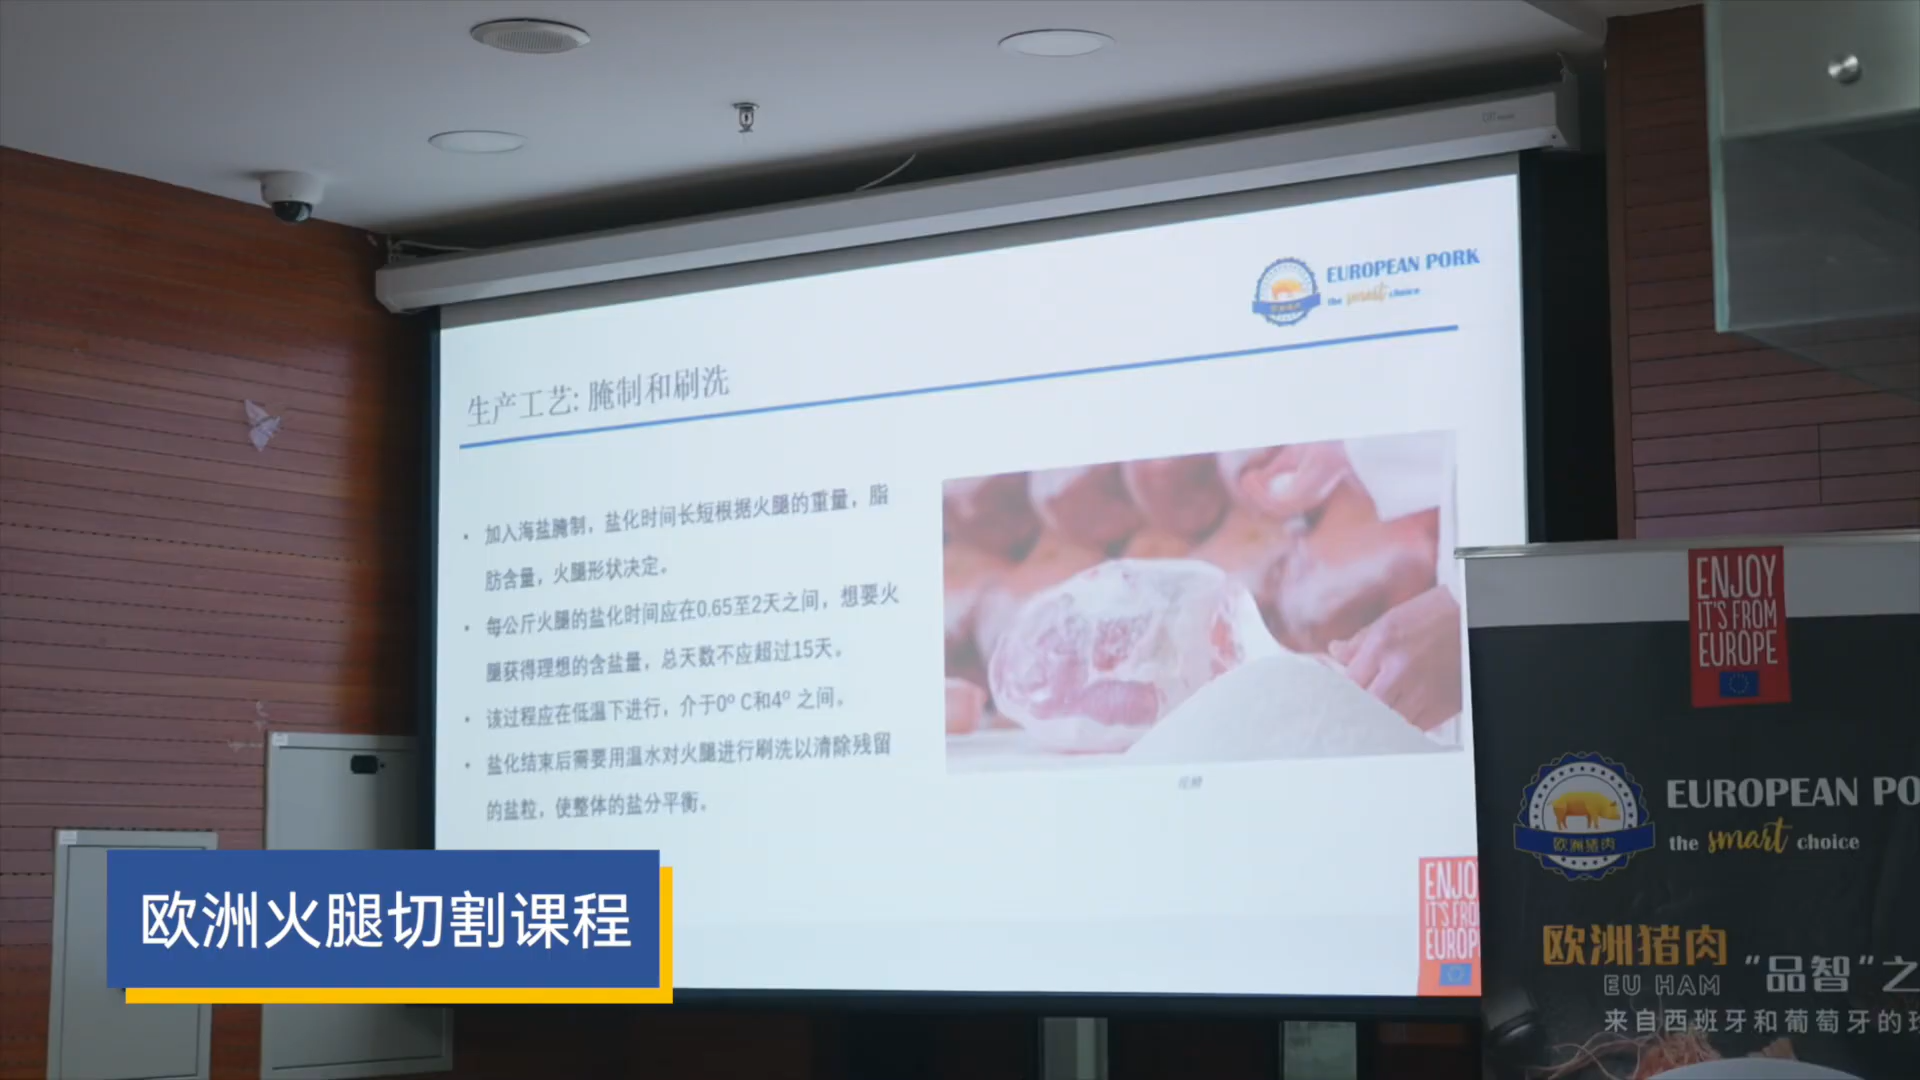 EUROPEAN PORK
the smart choice
生产工艺: 腌制和刷洗
• 加入海盐腌制，盐化时间长短根据火腿的重量，脂
肪含量，火腿形状决定。
• 每公斤火腿的盐化时间应在0.65至2天之间，想要火
腿获得理想的含盐量，总天数不应超过15天。
• 该过程应在低温下进行，介于0º C和4º 之间。
• 盐化结束后需要用温水对火腿进行刷洗以清除残留
的盐粒，使整体的盐分平衡。
ENJO
IT'S FRO
EUROP
ENJOY
IT'S FROM
EUROPE
欧洲猪肉
EUROPEAN PO
the smart choice
欧洲猪肉
EU HAM
“品智”之
来自西班牙和葡萄牙的
欧洲火腿切割课程